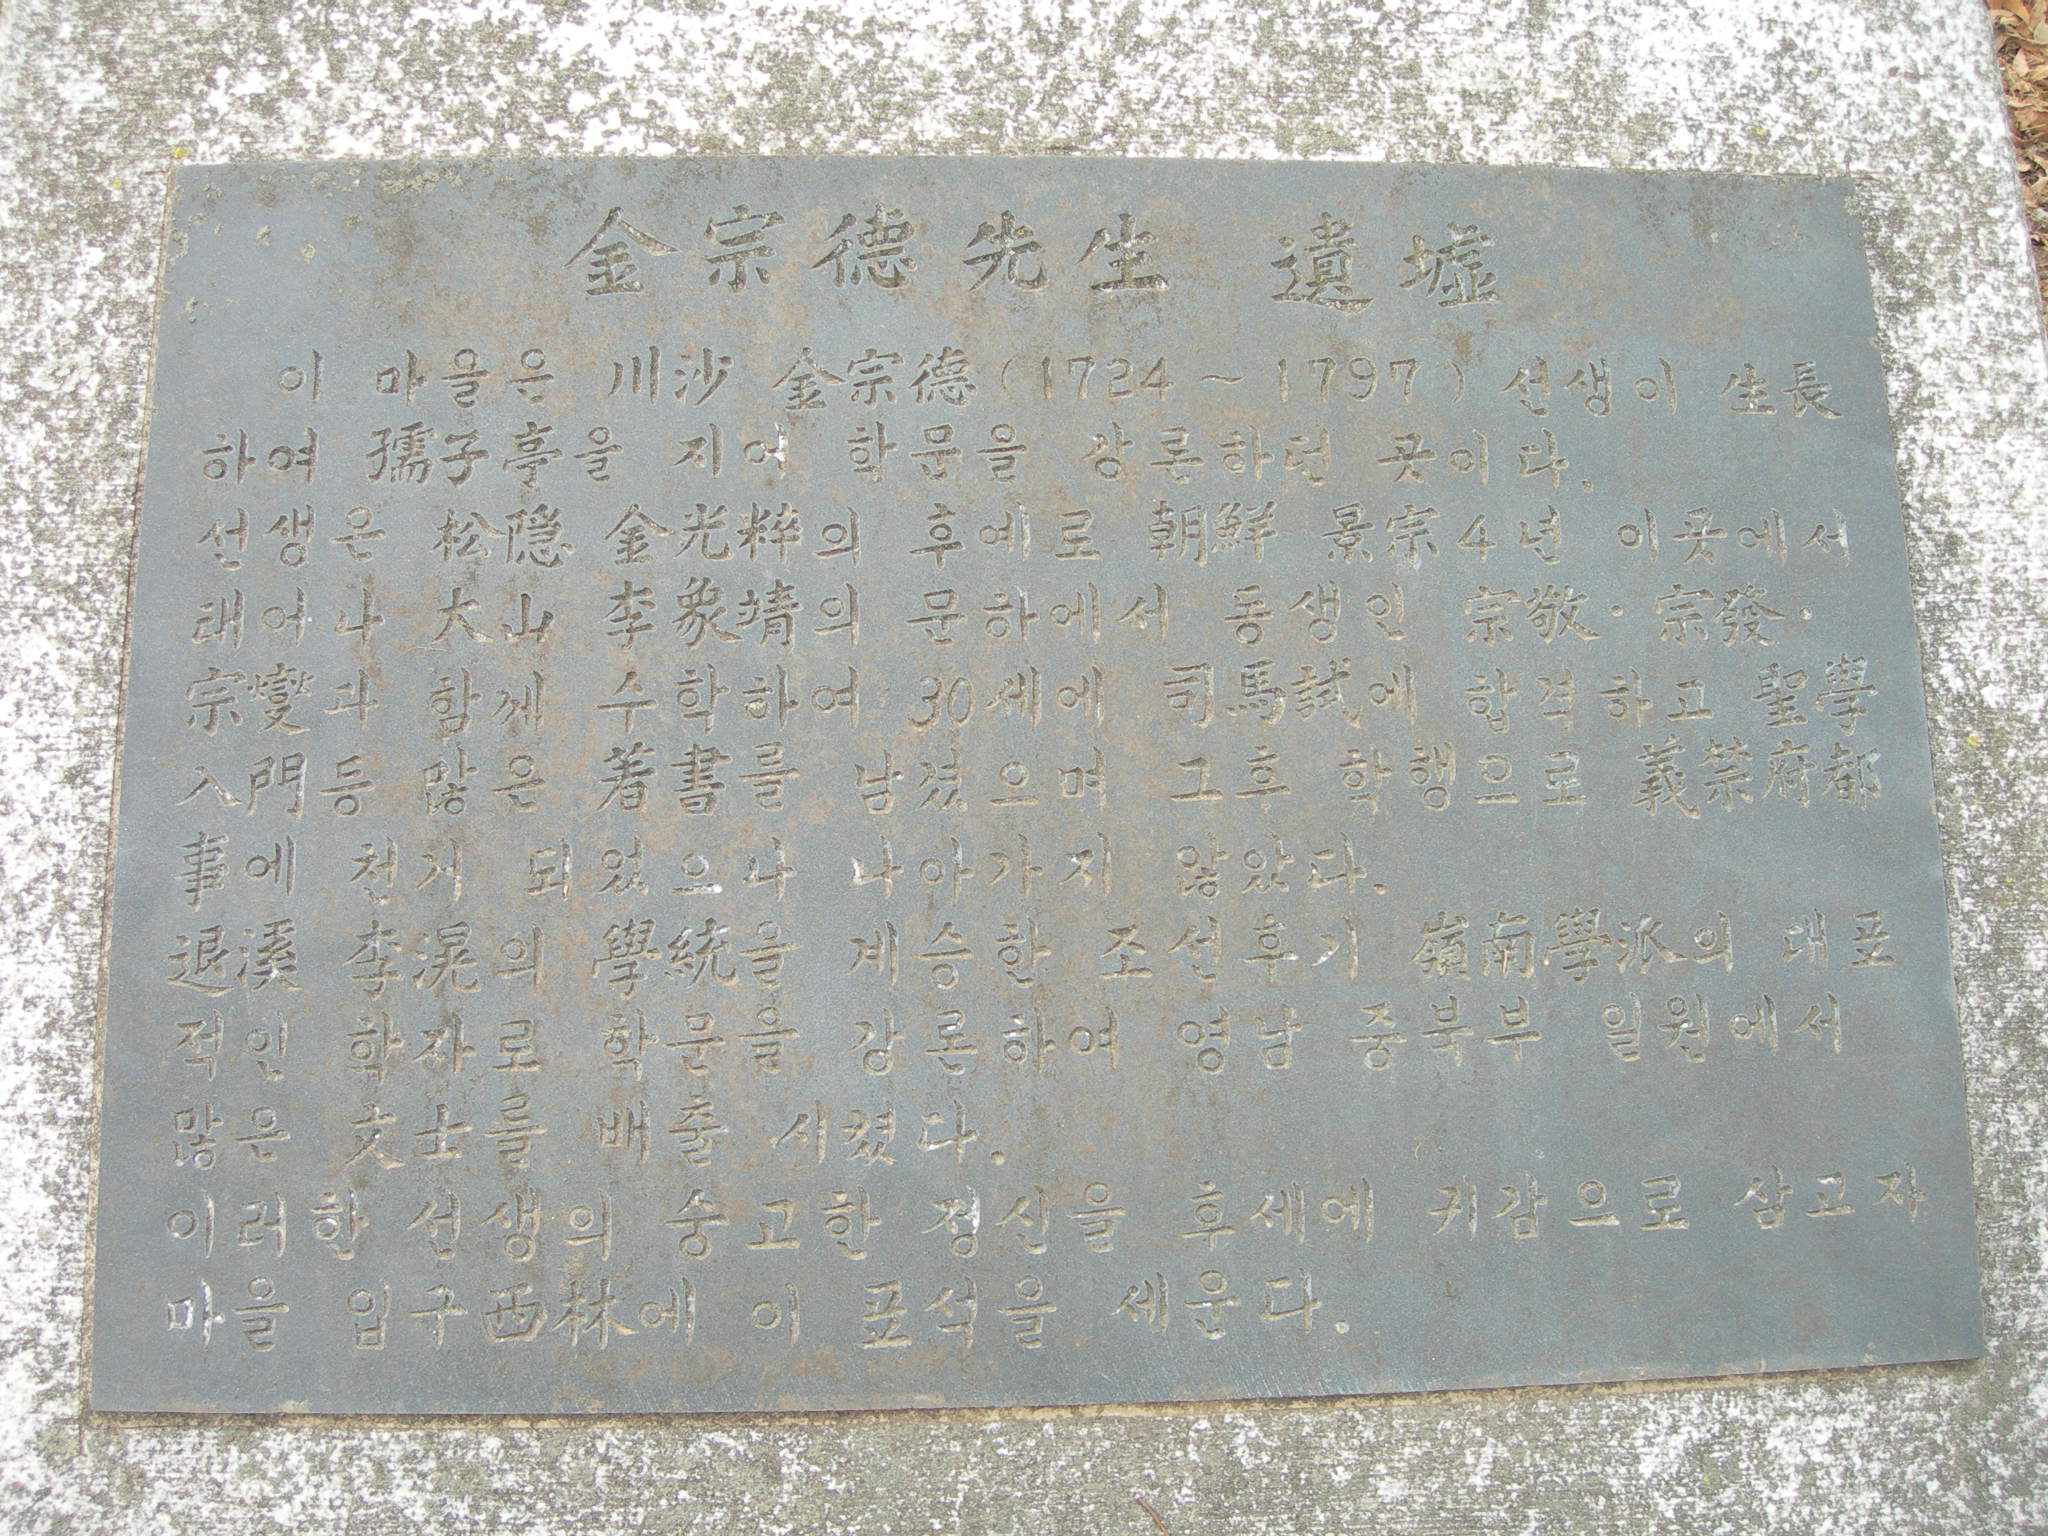 金宗德先生 遺墟
이 마을은 川沙 金宗德(1724~1797) 선생이 生長
하여 孺子亭을 지어 학문을 강론하던 곳이다.
선생은 松隐 金光粹의 후예로 朝鮮 景宗4년 이곳에서
태어나 大山 李象靖의 문하에서 동생인 宗敬·宗發·
宗燮과 함께 수학하여 30세에 司馬試에 합격하고 聖學
入門등 많은 著書를 남겼으며 그후 학행으로 義禁府都
事에 천거 되었으나 나아가지 않았다.
退溪 李滉의 學統을 계승한 조선후기 嶺南學派의 대표
적인 학자로 학문을 강론하여 영남 중북부 일원에서
많은 文士를 배출 시켰다.
이러한 선생의 숭고한 정신을 후세에 귀감으로 삼고자
마을 입구西林에 이 표석을 세운다.